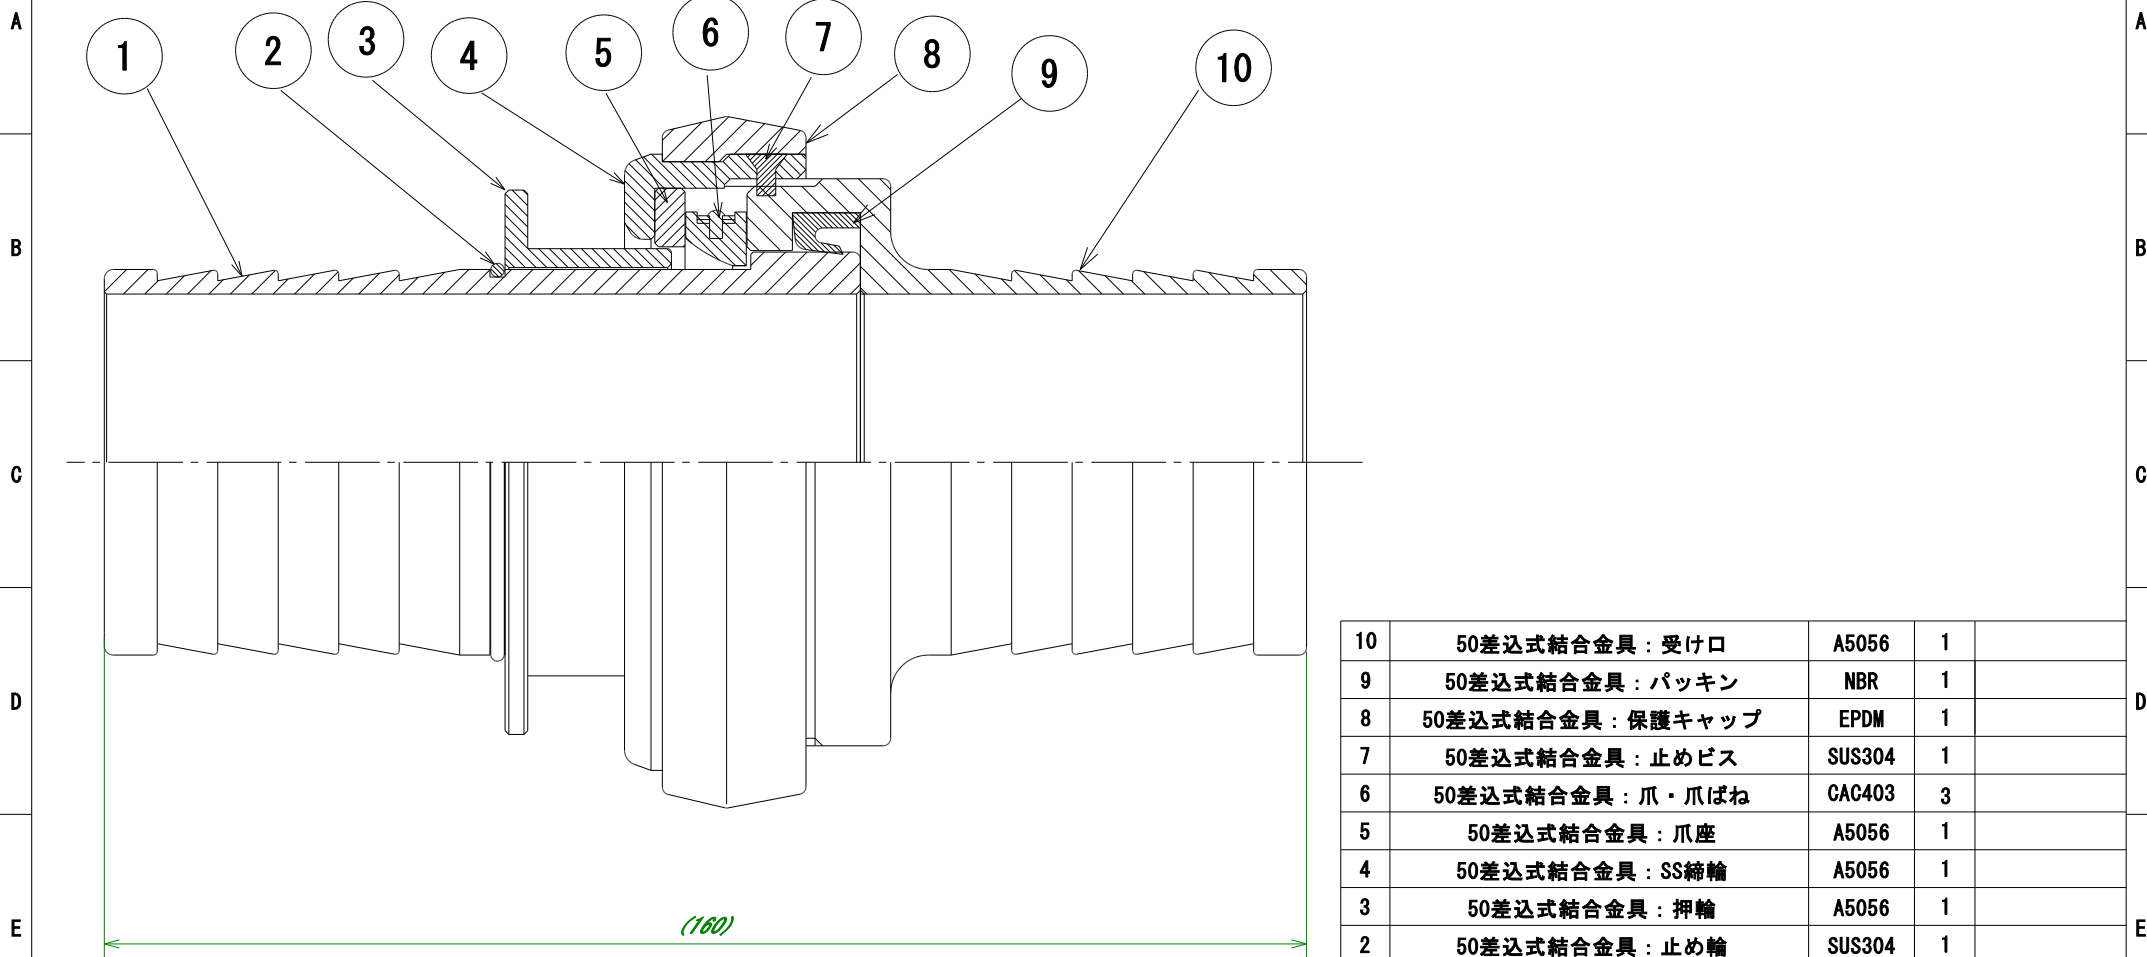 A
A
1
2
3
4
5
6
7
8
9
10
B
B
C
C
10 50差込式結合金具：受け口 A5056 1
9 50差込式結合金具：パッキン NBR 1
8 50差込式結合金具：保護キャップ EPDM 1
D
D
7 50差込式結合金具：止めビス SUS304 1
6 50差込式結合金具：爪・爪ばね CAC403 3
5 50差込式結合金具：爪座 A5056 1
4 50差込式結合金具：SS締輪 A5056 1
3 50差込式結合金具：押輪 A5056 1
E
E
(160)
2 50差込式結合金具：止め輪 SUS304 1